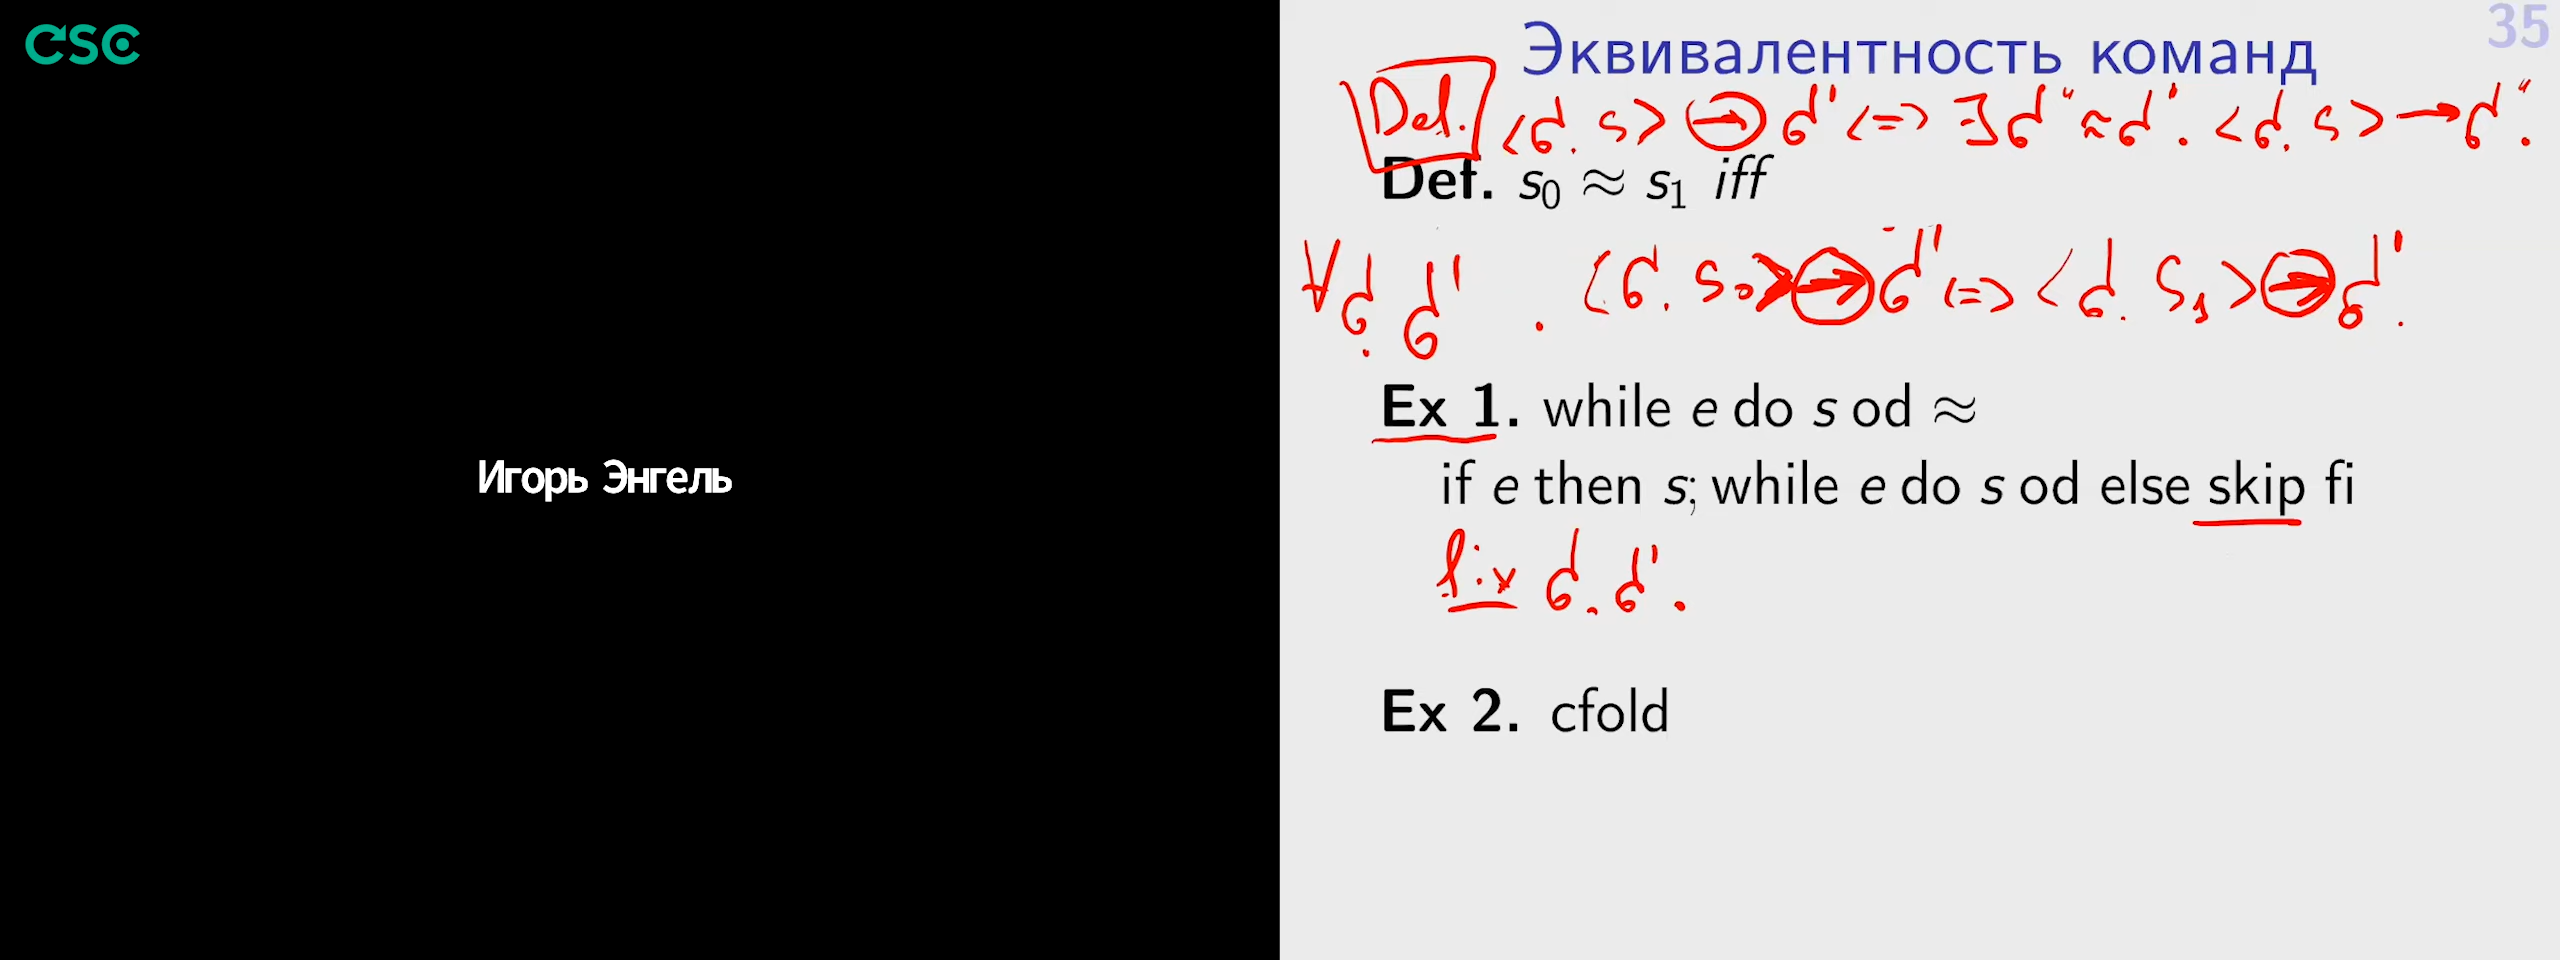 CSC
Игорь Энгель
35
Эквивалентность команд
Def. <σ, s> → σ' <=> ∃σ'' ≈ σ'. <σ, s> → σ''.
Def. s₀ ≈ s₁ iff
∀σ, σ' . <σ, s₀> → σ' <=> <σ, s₁> → σ'.
Ex 1. while e do s od ≈
if e then s; while e do s od else skip fi
fix σ, σ'.
Ex 2. cfold